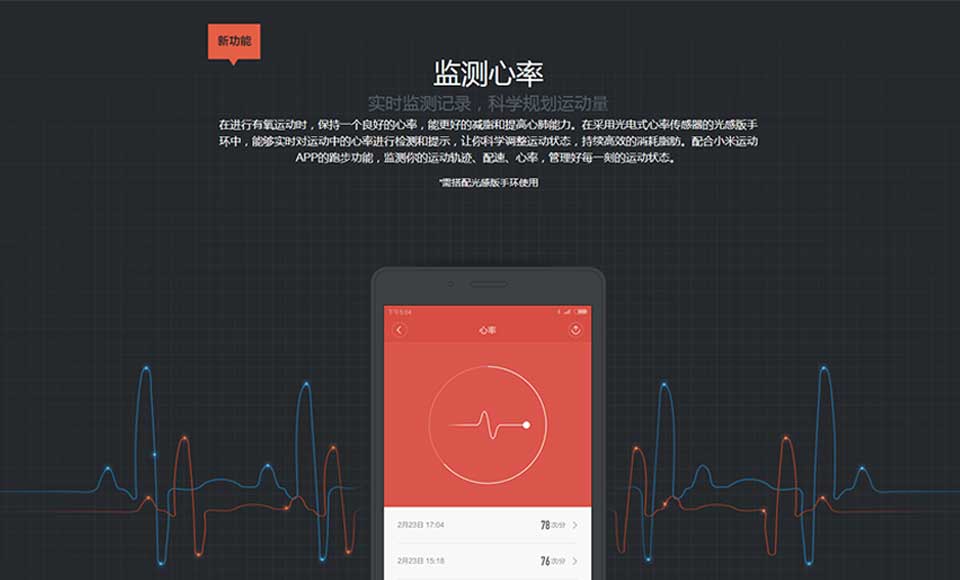 新功能
监测心率
实时监测记录，科学规划运动量
在进行有氧运动时，保持一个良好的心率，能更好的减脂和提高心肺能力。在采用光电式心率传感器的光感版手
环中，能够实时对运动中的心率进行检测和提示，让你科学调整运动状态，持续高效的消耗脂肪。配合小米运动
APP的跑步功能，监测你的运动轨迹、配速、心率，管理好每一刻的运动状态。
*需搭配光感版手环使用
心率
2月23日 17:04 78次/分
2月23日 15:18 76次/分